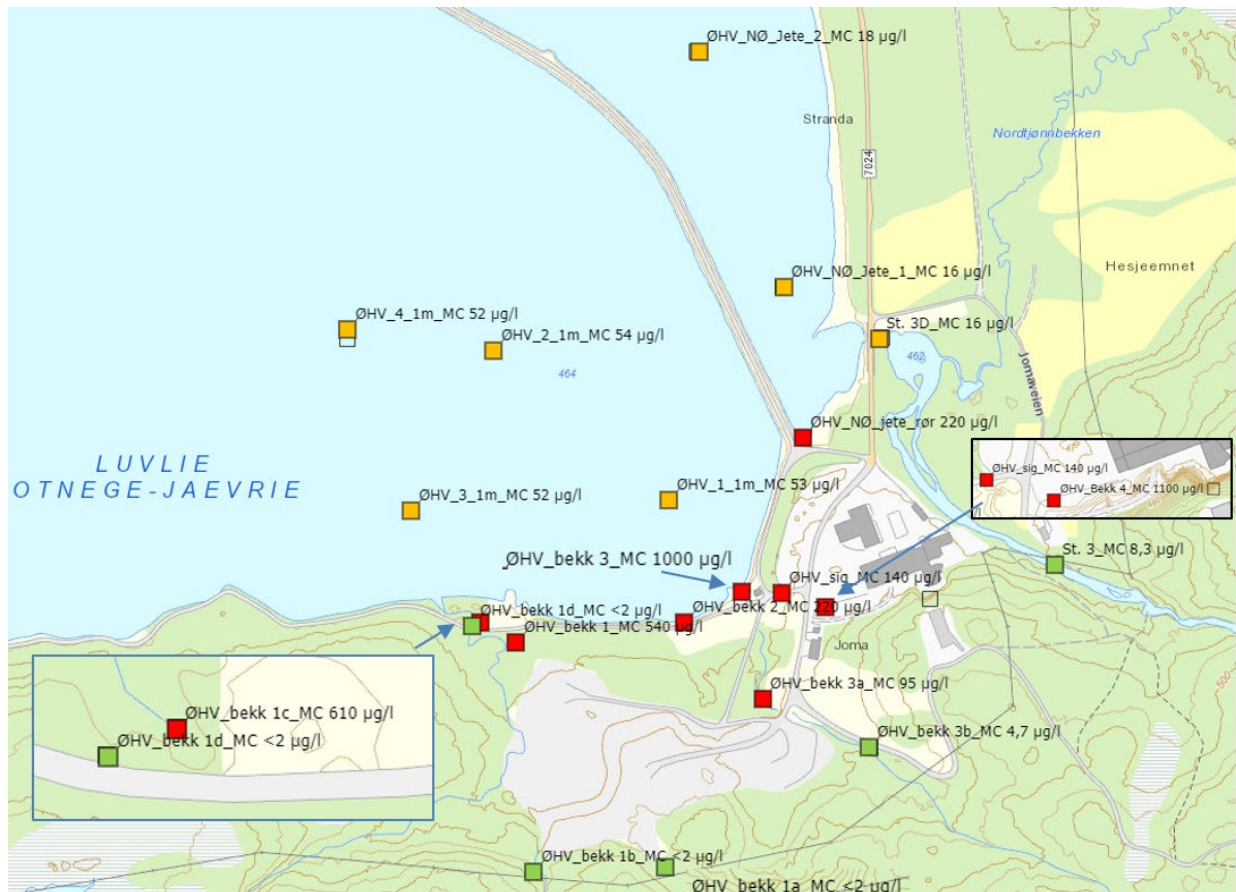 ØHV_NØ_Jete_2_MC 18 µg/l
Stranda
Nordtjønnbekken
7024
ØHV_NØ_Jete_1_MC 16 µg/l
Hesjeemnet
ØHV_4_1m_MC 52 µg/l
St. 3D_MC 16 µg/l
ØHV_2_1m_MC 54 µg/l
462
464
Jomaveien
ØHV_NØ_jete_rør 220 µg/l
LUVLIE
OTNEGE-JAEVRIE
ØHV_sig_MC 140 µg/l
ØHV_Bekk 4_MC 1100 µg/l
ØHV_3_1m_MC 52 µg/l
ØHV_1_1m_MC 53 µg/l
St. 3_MC 8,3 µg/l
ØHV_bekk 3_MC 1000 µg/l
ØHV_sig_MC 140 µg/l
ØHV_bekk 1d_MC <2 µg/l
ØHV_bekk 2_MC 220 µg/l
ØHV_bekk 1_MC 540 µg/l
Joma
ØHV_bekk 3a_MC 95 µg/l
500
ØHV_bekk 1c_MC 610 µg/l
ØHV_bekk 1d_MC <2 µg/l
ØHV_bekk 3b_MC 4,7 µg/l
ØHV_bekk 1b_MC <2 µg/l
ØHV_bekk 1a_MC <2 µg/l